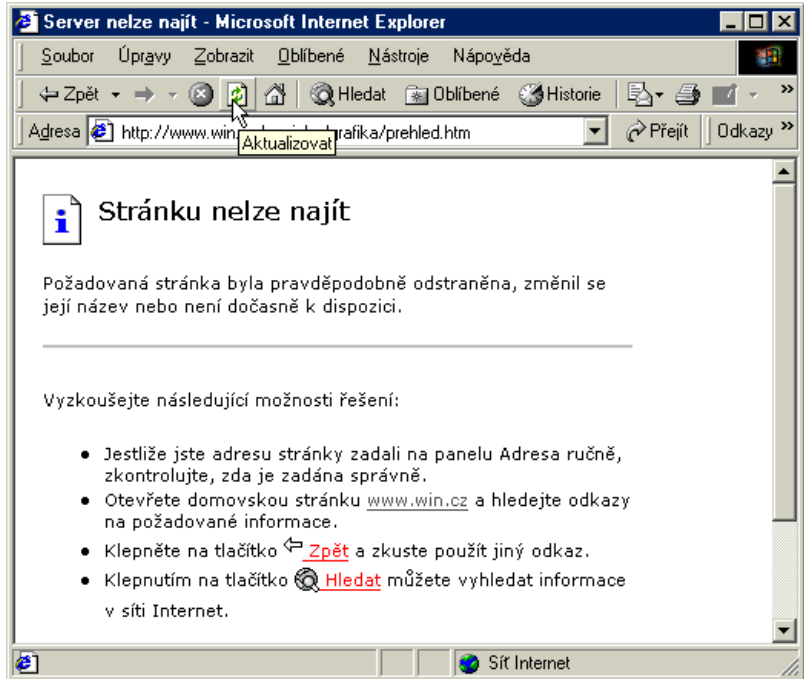 Server nelze najít - Microsoft Internet Explorer
Soubor Úpravy Zobrazit Oblíbené Nástroje Nápověda
Zpět Hledat Oblíbené Historie »
Adresa http://www.win grafika/prehled.htm Přejít Odkazy »
Aktualizovat
Stránku nelze najít
Požadovaná stránka byla pravděpodobně odstraněna, změnil se
její název nebo není dočasně k dispozici.
Vyzkoušejte následující možnosti řešení:
• Jestliže jste adresu stránky zadali na panelu Adresa ručně,
zkontrolujte, zda je zadána správně.
• Otevřete domovskou stránku www.win.cz a hledejte odkazy
na požadované informace.
• Klepněte na tlačítko Zpět a zkuste použít jiný odkaz.
• Klepnutím na tlačítko Hledat můžete vyhledat informace
v síti Internet.
Síť Internet